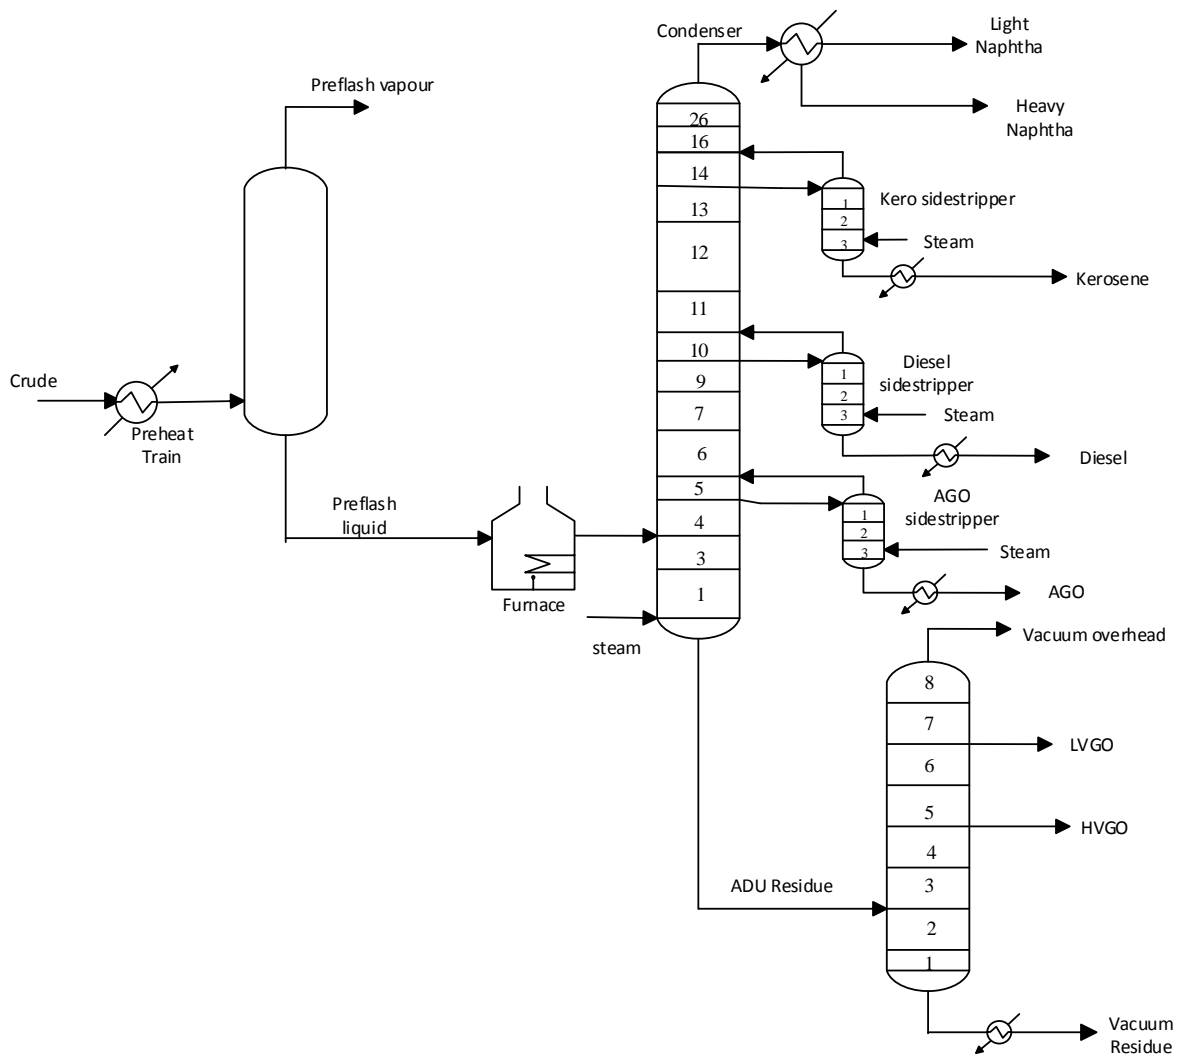 Condenser
Light
Naphtha
Heavy
Naphtha
Preflash vapour
26
16
14
13
12
11
10
9
7
6
5
4
3
1
1
2
3
Kero sidestripper
Steam
Kerosene
1
2
3
Diesel
sidestripper
Steam
Diesel
1
2
3
AGO
sidestripper
Steam
AGO
Crude
Preheat
Train
Preflash
liquid
Furnace
steam
ADU Residue
Vacuum overhead
8
7
6
5
4
3
2
1
LVGO
HVGO
Vacuum
Residue